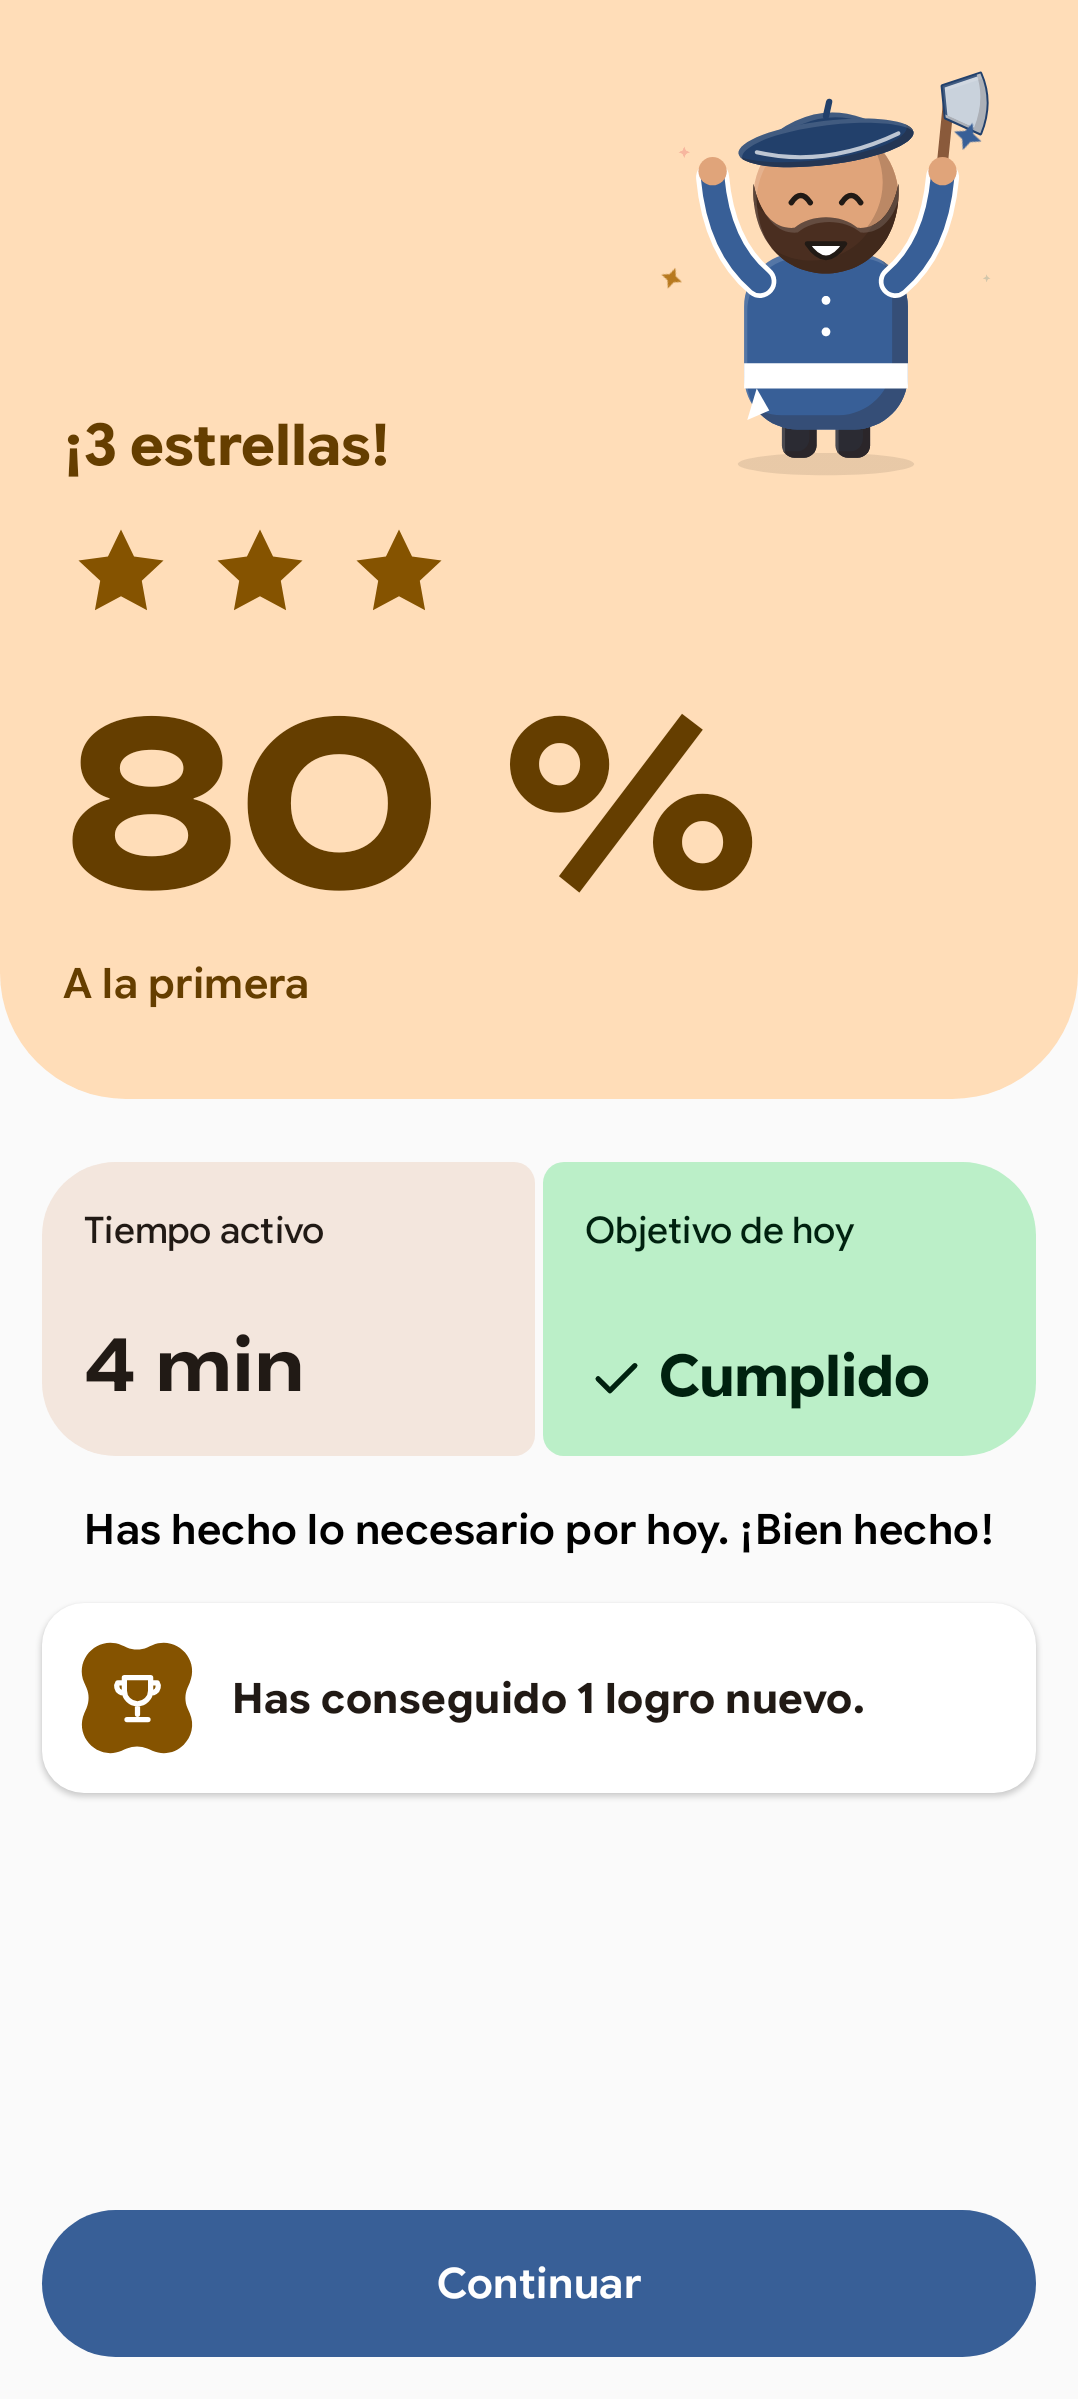 ¡3 estrellas!
80 %
A la primera
Tiempo activo
Objetivo de hoy
4 min
Cumplido
Has hecho lo necesario por hoy. ¡Bien hecho!
Has conseguido 1 logro nuevo.
Continuar